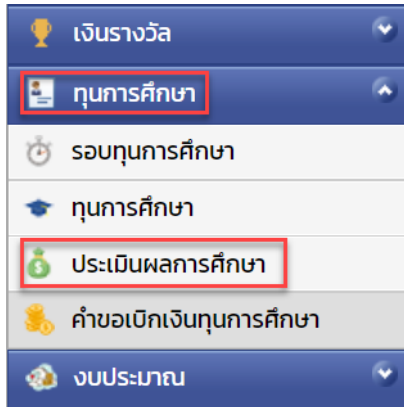 เงินรางวัล
ทุนการศึกษา
รอบทุนการศึกษา
ทุนการศึกษา
ประเมินผลการศึกษา
คำขอเบิกเงินทุนการศึกษา
งบประมาณ